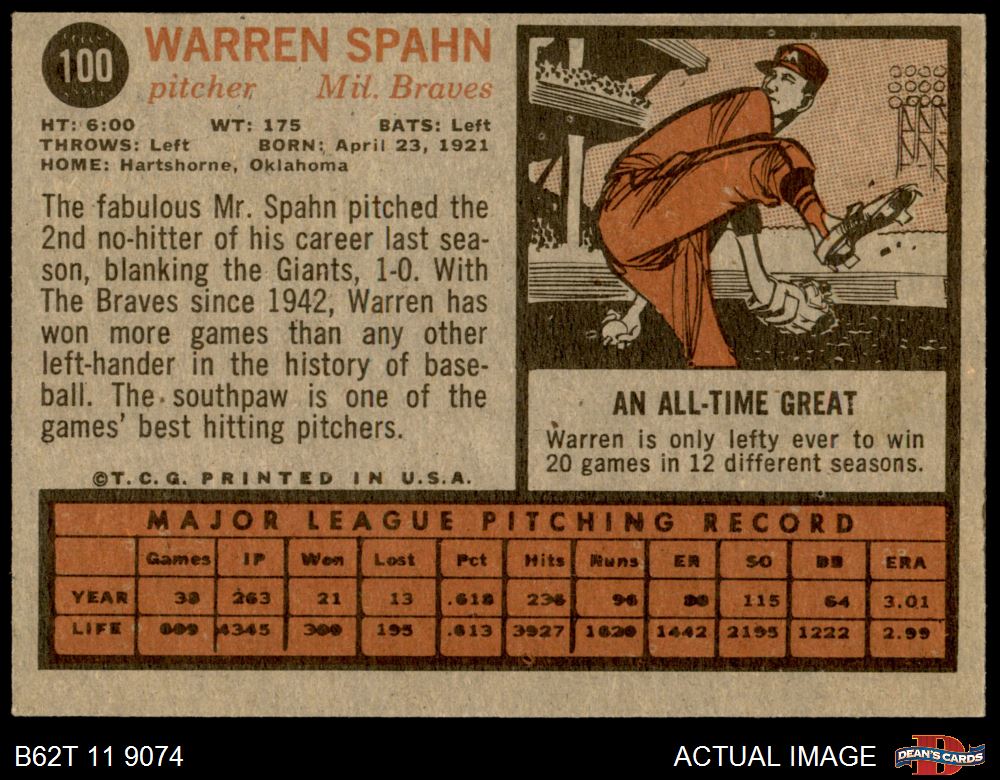 100
WARREN SPAHN
pitcher Mil. Braves
HT: 6:00 WT: 175 BATS: Left
THROWS: Left BORN: April 23, 1921
HOME: Hartshorne, Oklahoma
The fabulous Mr. Spahn pitched the
2nd no-hitter of his career last sea-
son, blanking the Giants, 1-0. With
The Braves since 1942, Warren has
won more games than any other
left-hander in the history of base-
ball. The southpaw is one of the
games' best hitting pitchers.
©T. C. G. PRINTED IN U.S.A.
AN ALL-TIME GREAT
Warren is only lefty ever to win
20 games in 12 different seasons.
MAJOR LEAGUE PITCHING RECORD
Games IP Won Lost Pct Hits Runs ER SO BB ERA
YEAR 38 263 21 13 .618 236 96 115 64 3.01
LIFE 4345 195 .613 3927 1620 1442 2195 1222 2.99
B62T 11 9074
ACTUAL IMAGE
DEAN'S CARDS